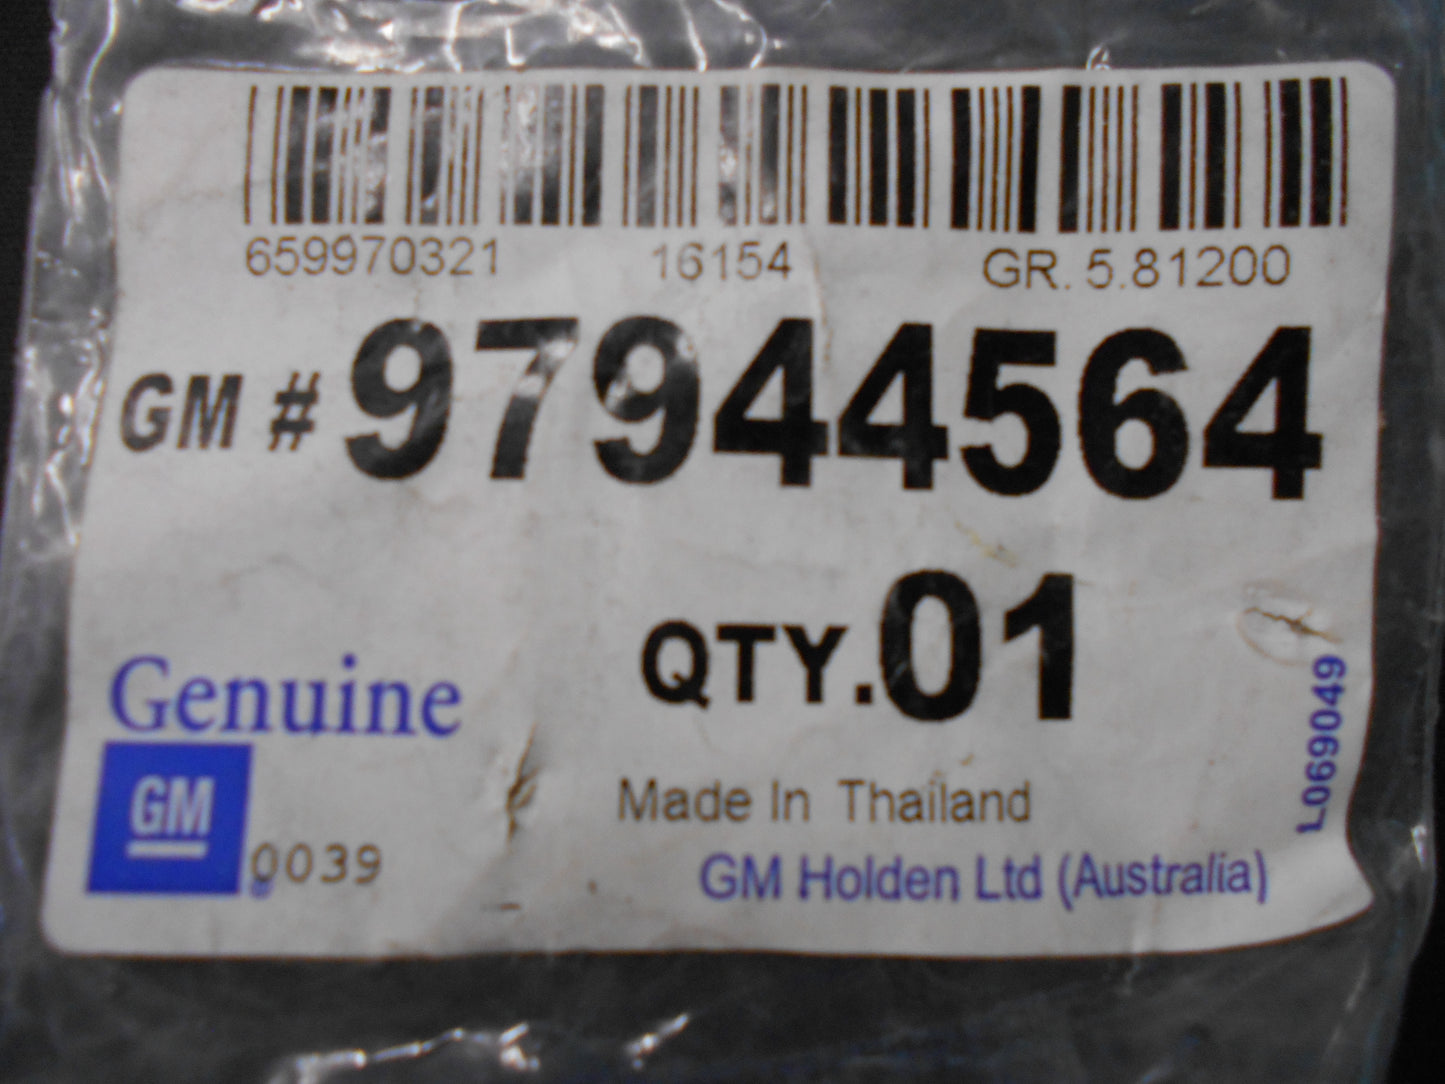 659970321 16154 GR. 5.81200
GM # 97944564
QTY. 01
Genuine
GM
0039
Made In Thailand
GM Holden Ltd (Australia)
L069049